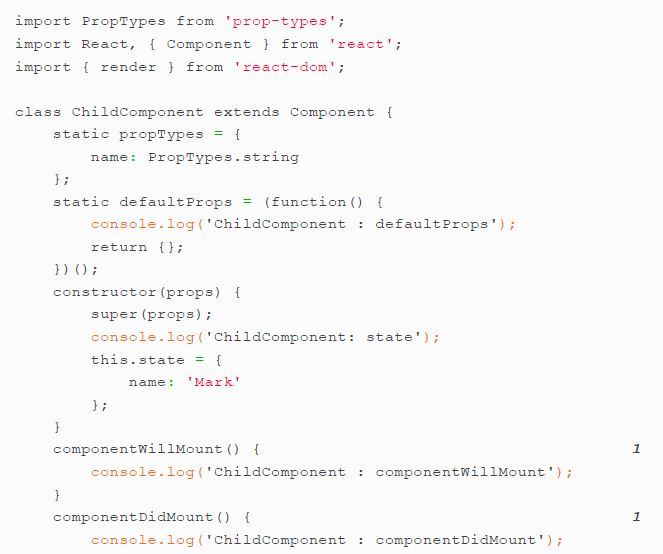 import PropTypes from 'prop-types';
import React, { Component } from 'react';
import { render } from 'react-dom';

class ChildComponent extends Component {
    static propTypes = {
        name: PropTypes.string
    };
    static defaultProps = (function() {
        console.log('ChildComponent : defaultProps');
        return {};
    })();
    constructor(props) {
        super(props);
        console.log('ChildComponent: state');
        this.state = {
            name: 'Mark'
        };
    }
    componentWillMount() { 1
        console.log('ChildComponent : componentWillMount');
    }
    componentDidMount() { 1
        console.log('ChildComponent : componentDidMount');